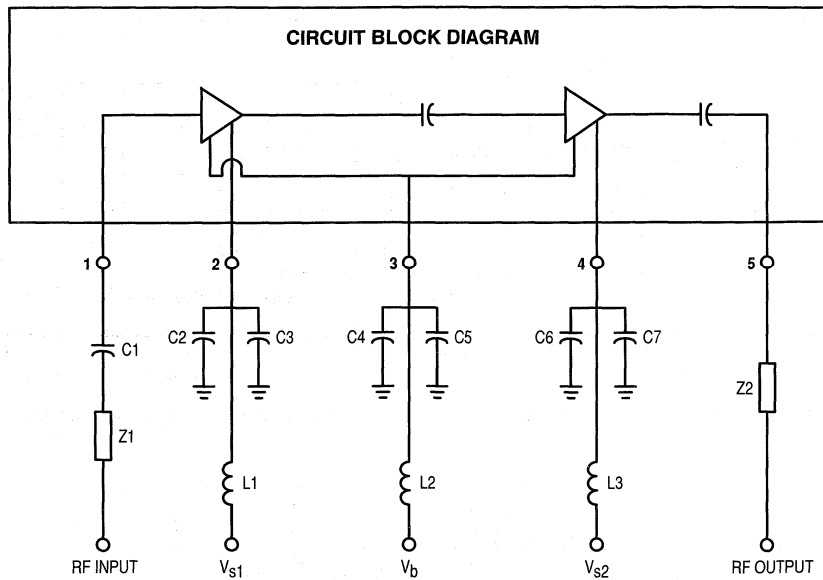 CIRCUIT BLOCK DIAGRAM
1
2
3
4
5
C1
C2
C3
C4
C5
C6
C7
Z1
Z2
L1
L2
L3
RF INPUT
Vs1
Vb
Vs2
RF OUTPUT